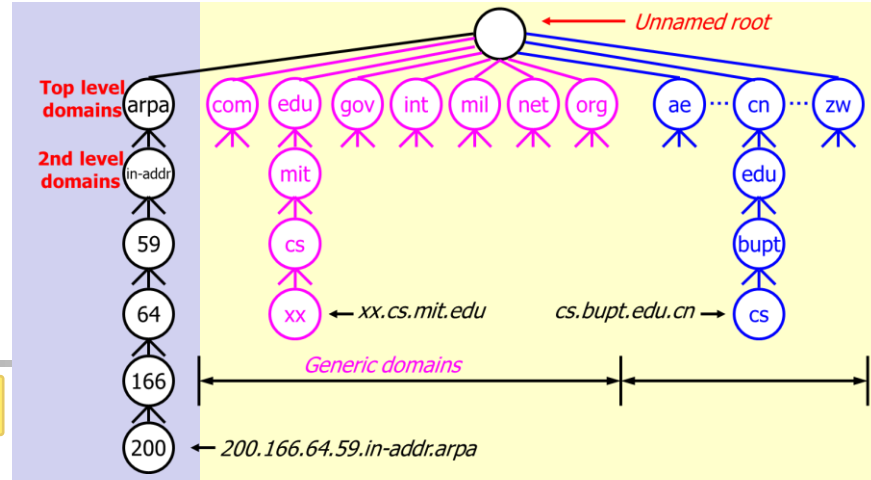 Unnamed root
Top level
domains
arpa com edu gov int mil net org ae ... cn ... zw
2nd level
domains
in-addr mit edu
59 cs bupt
64 xx xx.cs.mit.edu cs.bupt.edu.cn cs
166 Generic domains
200 200.166.64.59.in-addr.arpa